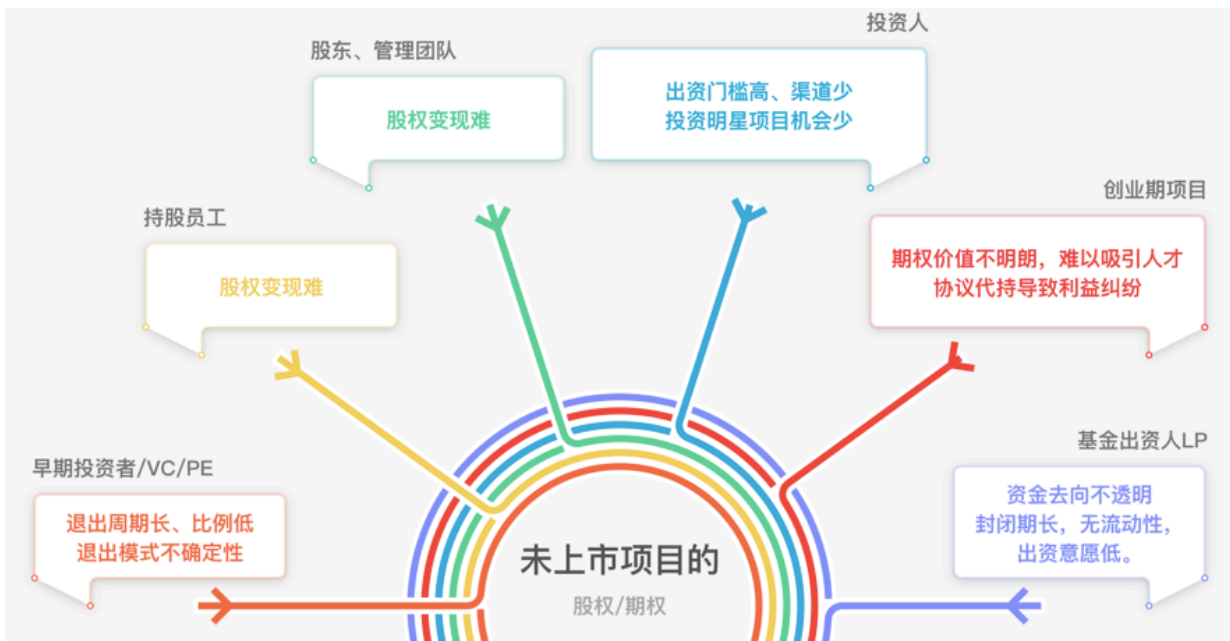 投资人
出资门槛高、渠道少
投资明星项目机会少
股东、管理团队
股权变现难
创业期项目
期权价值不明朗，难以吸引人才
协议代持导致利益纠纷
持股员工
股权变现难
基金出资人LP
资金去向不透明
封闭期长，无流动性，
出资意愿低。
早期投资者/VC/PE
退出周期长、比例低
退出模式不确定性
未上市项目的
股权/期权